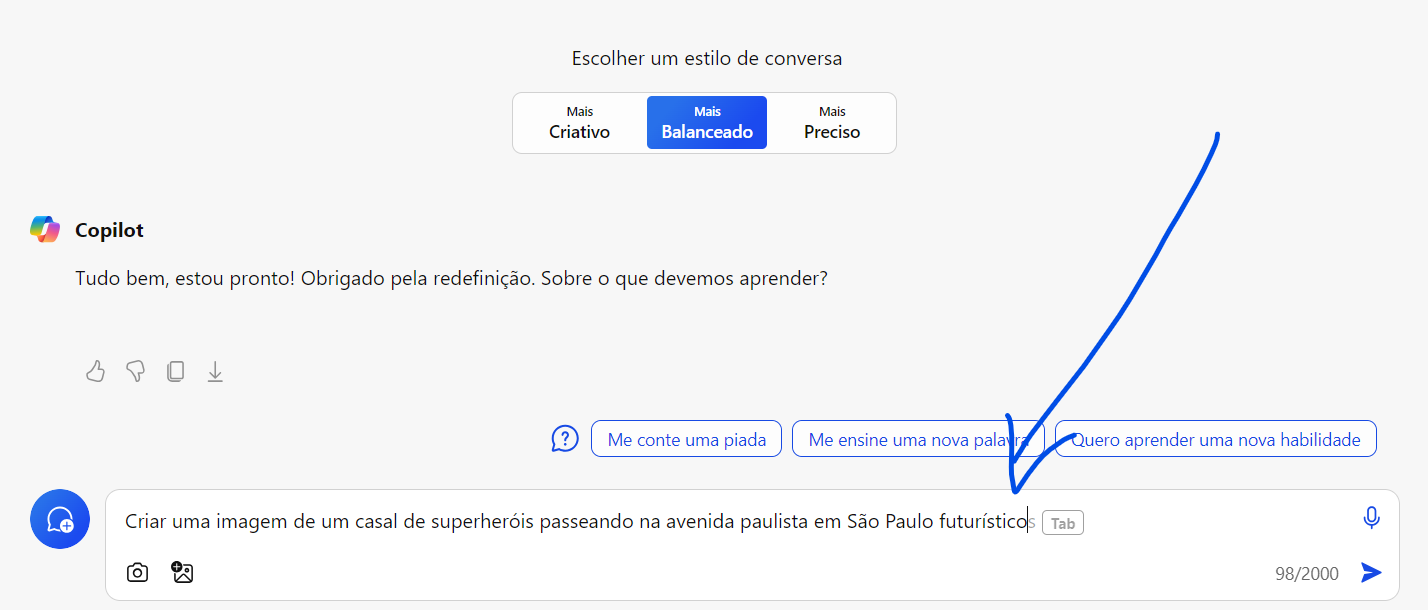 Escolher um estilo de conversa
Mais Mais Mais
Criativo Balanceado Preciso
Copilot
Tudo bem, estou pronto! Obrigado pela redefinição. Sobre o que devemos aprender?
Me conte uma piada Me ensine uma nova palavra Quero aprender uma nova habilidade
Criar uma imagem de um casal de superheróis passeando na avenida paulista em São Paulo futurísticos Tab
98/2000